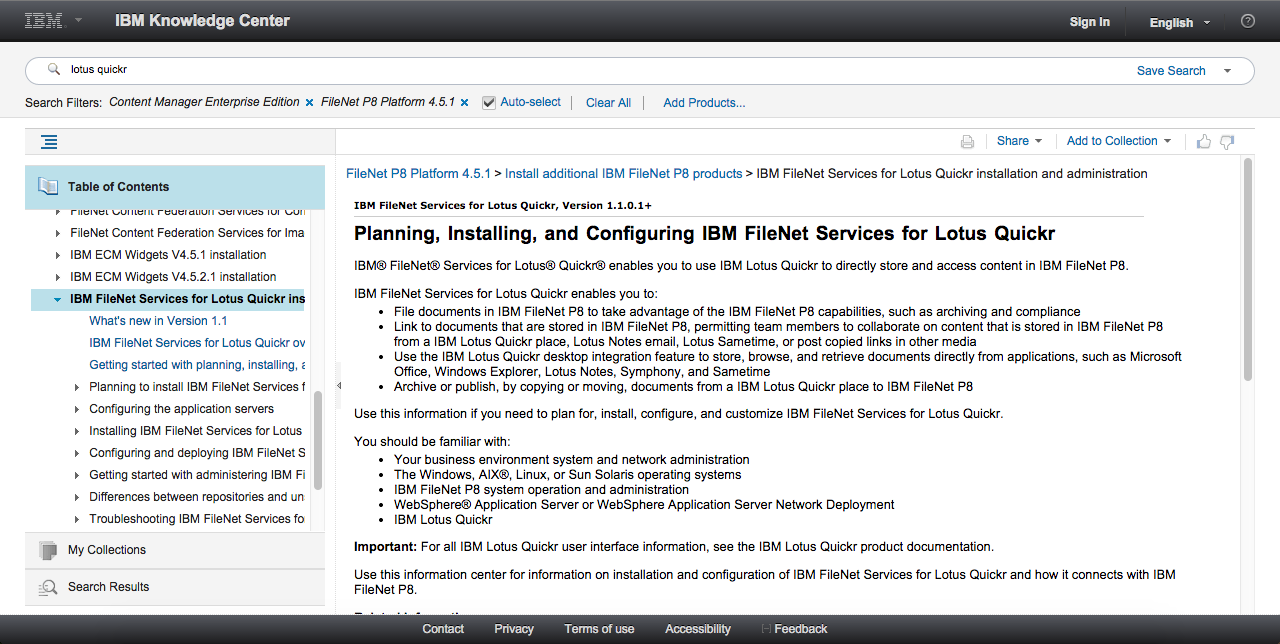 IBM
IBM Knowledge Center
Sign In
English
?
lotus quickr
Save Search
Search Filters: Content Manager Enterprise Edition × FileNet P8 Platform 4.5.1 × Auto-select | Clear All | Add Products...
Share
Add to Collection
Table of Contents
FileNet Content Federation Services for Con
FileNet Content Federation Services for Ima
IBM ECM Widgets V4.5.1 installation
IBM ECM Widgets V4.5.2.1 installation
IBM FileNet Services for Lotus Quickr ins
What's new in Version 1.1
IBM FileNet Services for Lotus Quickr ov
Getting started with planning, installing, a
Planning to install IBM FileNet Services f
Configuring the application servers
Installing IBM FileNet Services for Lotus
Configuring and deploying IBM FileNet S
Getting started with administering IBM Fi
Differences between repositories and un
Troubleshooting IBM FileNet Services fo
My Collections
Search Results
FileNet P8 Platform 4.5.1 > Install additional IBM FileNet P8 products > IBM FileNet Services for Lotus Quickr installation and administration
IBM FileNet Services for Lotus Quickr, Version 1.1.0.1+
Planning, Installing, and Configuring IBM FileNet Services for Lotus Quickr
IBM® FileNet® Services for Lotus® Quickr® enables you to use IBM Lotus Quickr to directly store and access content in IBM FileNet P8.
IBM FileNet Services for Lotus Quickr enables you to:
• File documents in IBM FileNet P8 to take advantage of the IBM FileNet P8 capabilities, such as archiving and compliance
• Link to documents that are stored in IBM FileNet P8, permitting team members to collaborate on content that is stored in IBM FileNet P8
from a IBM Lotus Quickr place, Lotus Notes email, Lotus Sametime, or post copied links in other media
• Use the IBM Lotus Quickr desktop integration feature to store, browse, and retrieve documents directly from applications, such as Microsoft
Office, Windows Explorer, Lotus Notes, Symphony, and Sametime
• Archive or publish, by copying or moving, documents from a IBM Lotus Quickr place to IBM FileNet P8
Use this information if you need to plan for, install, configure, and customize IBM FileNet Services for Lotus Quickr.
You should be familiar with:
• Your business environment system and network administration
• The Windows, AIX®, Linux, or Sun Solaris operating systems
• IBM FileNet P8 system operation and administration
• WebSphere® Application Server or WebSphere Application Server Network Deployment
• IBM Lotus Quickr
Important: For all IBM Lotus Quickr user interface information, see the IBM Lotus Quickr product documentation.
Use this information center for information on installation and configuration of IBM FileNet Services for Lotus Quickr and how it connects with IBM
FileNet P8.
Contact
Privacy
Terms of use
Accessibility
Feedback